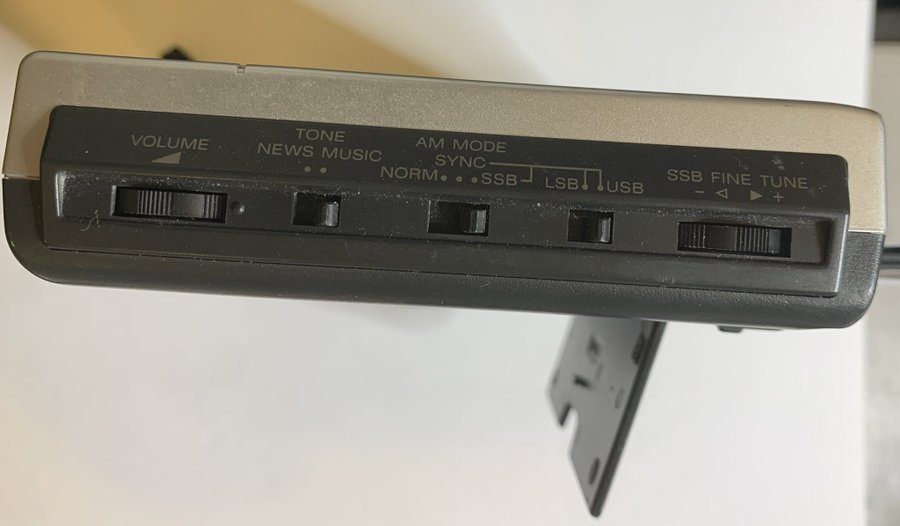 VOLUME
TONE
NEWS MUSIC
AM MODE
SYNC
NORM SSB
LSB USB
SSB FINE TUNE
- +